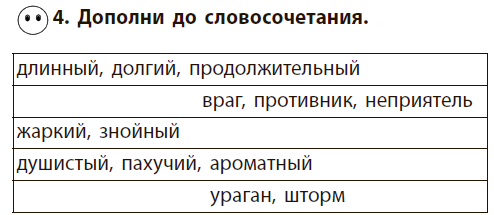 4. Дополни до словосочетания.
длинный, долгий, продолжительный
враг, противник, неприятель
жаркий, знойный
душистый, пахучий, ароматный
ураган, шторм